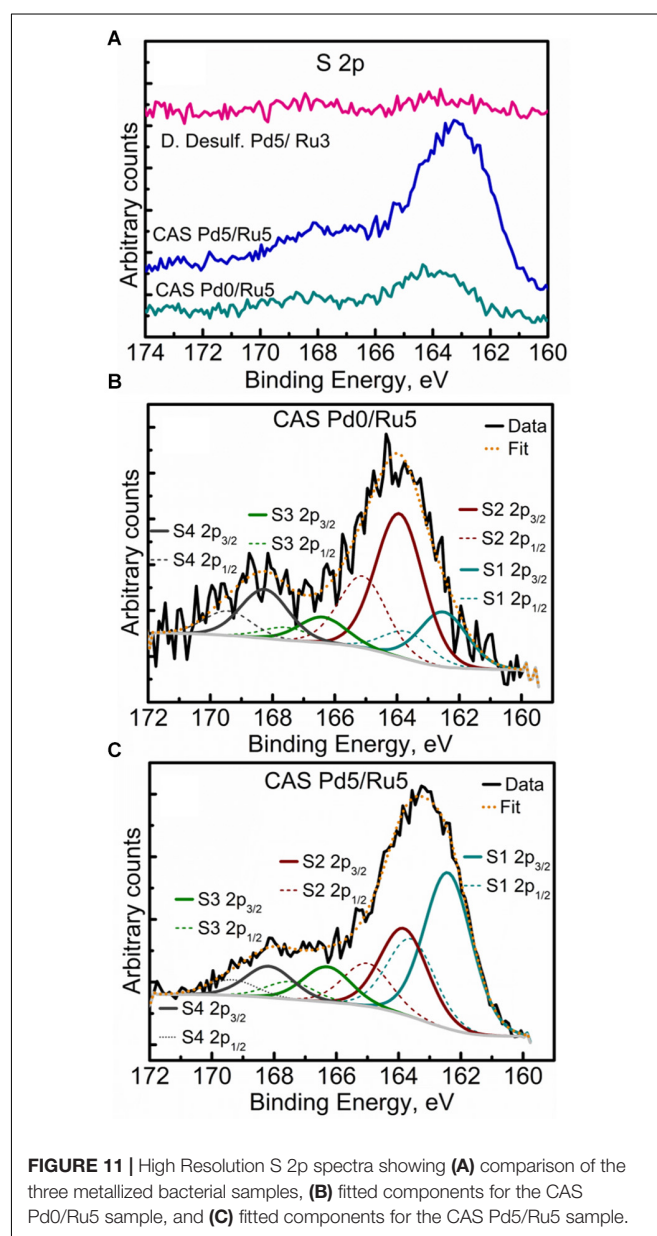 A
S 2p
D. Desulf. Pd5/ Ru3
CAS Pd5/Ru5
CAS Pd0/Ru5
Arbitrary counts
174 172 170 168 166 164 162 160
Binding Energy, eV
B
CAS Pd0/Ru5
Data
Fit
S4 2p3/2
S4 2p1/2
S3 2p3/2
S3 2p1/2
S2 2p3/2
S2 2p1/2
S1 2p3/2
S1 2p1/2
Arbitrary counts
172 170 168 166 164 162 160
Binding Energy, eV
C
CAS Pd5/Ru5
Data
Fit
S3 2p3/2
S3 2p1/2
S2 2p3/2
S2 2p1/2
S1 2p3/2
S1 2p1/2
S4 2p3/2
S4 2p1/2
Arbitrary counts
172 170 168 166 164 162 160
Binding Energy, eV
FIGURE 11 | High Resolution S 2p spectra showing (A) comparison of the
three metallized bacterial samples, (B) fitted components for the CAS
Pd0/Ru5 sample, and (C) fitted components for the CAS Pd5/Ru5 sample.